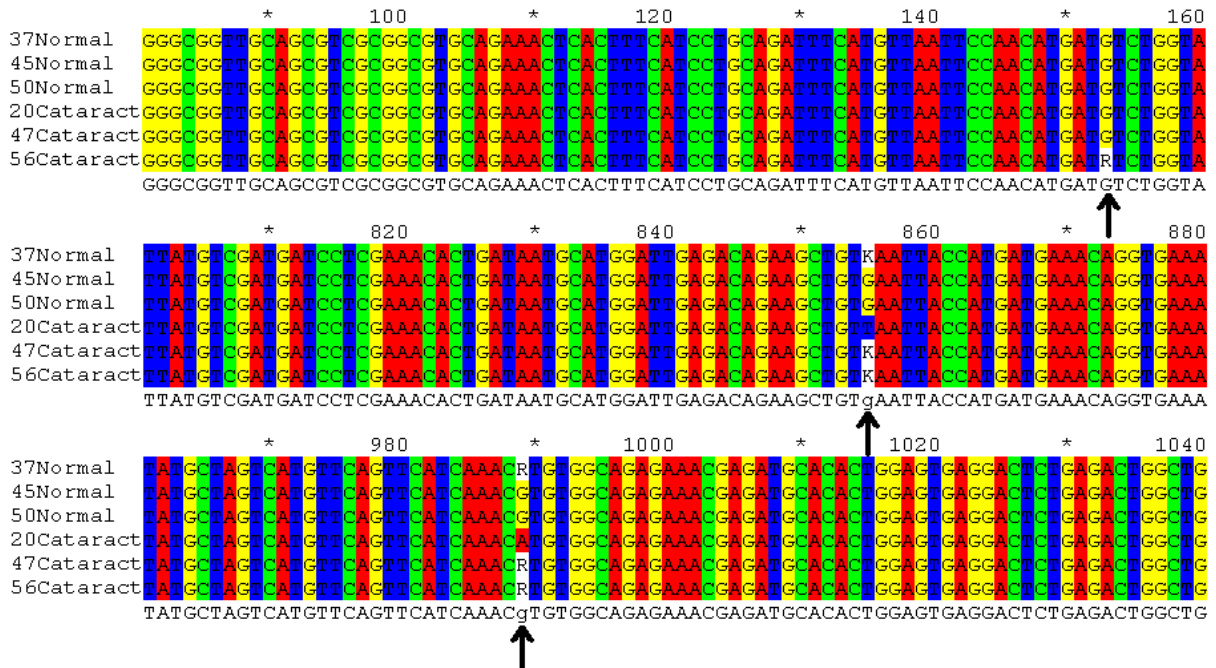 * 100 * 120 * 140 * 160
37Normal GGGCGGTTGCAGCGTCGCGGCGTGCAGAAACTCACTTTCATCCTGCAGATTTCATGTTAATTCCAACATGATGTCTGGTA
45Normal GGGCGGTTGCAGCGTCGCGGCGTGCAGAAACTCACTTTCATCCTGCAGATTTCATGTTAATTCCAACATGATGTCTGGTA
50Normal GGGCGGTTGCAGCGTCGCGGCGTGCAGAAACTCACTTTCATCCTGCAGATTTCATGTTAATTCCAACATGATGTCTGGTA
20Cataract GGGCGGTTGCAGCGTCGCGGCGTGCAGAAACTCACTTTCATCCTGCAGATTTCATGTTAATTCCAACATGATGTCTGGTA
47Cataract GGGCGGTTGCAGCGTCGCGGCGTGCAGAAACTCACTTTCATCCTGCAGATTTCATGTTAATTCCAACATGATGTCTGGTA
56Cataract GGGCGGTTGCAGCGTCGCGGCGTGCAGAAACTCACTTTCATCCTGCAGATTTCATGTTAATTCCAACATGATRTCTGGTA
GGGCGGTTGCAGCGTCGCGGCGTGCAGAAACTCACTTTCATCCTGCAGATTTCATGTTAATTCCAACATGATGTCTGGTA
* 820 * 840 * 860 * 880
37Normal TTATGTCGATGATCCTCGAAACACTGATAATGCATGGATTGAGACAGAAGCTGTKAATTACCATGATGAAACAGGTGAAA
45Normal TTATGTCGATGATCCTCGAAACACTGATAATGCATGGATTGAGACAGAAGCTGTGAATTACCATGATGAAACAGGTGAAA
50Normal TTATGTCGATGATCCTCGAAACACTGATAATGCATGGATTGAGACAGAAGCTGTGAATTACCATGATGAAACAGGTGAAA
20Cataract TTATGTCGATGATCCTCGAAACACTGATAATGCATGGATTGAGACAGAAGCTGTTAATTACCATGATGAAACAGGTGAAA
47Cataract TTATGTCGATGATCCTCGAAACACTGATAATGCATGGATTGAGACAGAAGCTGTKAATTACCATGATGAAACAGGTGAAA
56Cataract TTATGTCGATGATCCTCGAAACACTGATAATGCATGGATTGAGACAGAAGCTGTKAATTACCATGATGAAACAGGTGAAA
TTATGTCGATGATCCTCGAAACACTGATAATGCATGGATTGAGACAGAAGCTGTgAATTACCATGATGAAACAGGTGAAA
* 980 * 1000 * 1020 * 1040
37Normal TATGCTAGTCATGTTCAGTTCATCAAACRTGTGGCAGAGAAACGAGATGCACACTGGAGTGAGGACTCTGAGACTGGCTG
45Normal TATGCTAGTCATGTTCAGTTCATCAAACGTGTGGCAGAGAAACGAGATGCACACTGGAGTGAGGACTCTGAGACTGGCTG
50Normal TATGCTAGTCATGTTCAGTTCATCAAACGTGTGGCAGAGAAACGAGATGCACACTGGAGTGAGGACTCTGAGACTGGCTG
20Cataract TATGCTAGTCATGTTCAGTTCATCAAACATGTGGCAGAGAAACGAGATGCACACTGGAGTGAGGACTCTGAGACTGGCTG
47Cataract TATGCTAGTCATGTTCAGTTCATCAAACRTGTGGCAGAGAAACGAGATGCACACTGGAGTGAGGACTCTGAGACTGGCTG
56Cataract TATGCTAGTCATGTTCAGTTCATCAAACRTGTGGCAGAGAAACGAGATGCACACTGGAGTGAGGACTCTGAGACTGGCTG
TATGCTAGTCATGTTCAGTTCATCAAACgTGTGGCAGAGAAACGAGATGCACACTGGAGTGAGGACTCTGAGACTGGCTG